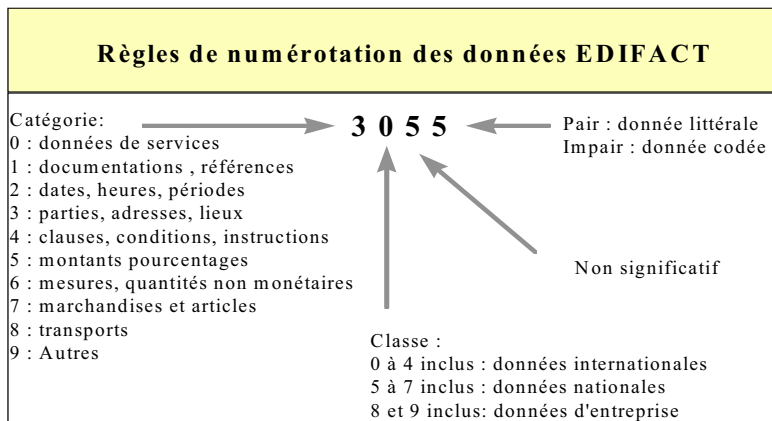 Règles de numérotation des données EDIFACT
Catégorie:
0 : données de services
1 : documentations , références
2 : dates, heures, périodes
3 : parties, adresses, lieux
4 : clauses, conditions, instructions
5 : montants pourcentages
6 : mesures, quantités non monétaires
7 : marchandises et articles
8 : transports
9 : Autres
3 0 5 5
Pair : donnée littérale
Impair : donnée codée
Non significatif
Classe :
0 à 4 inclus : données internationales
5 à 7 inclus : données nationales
8 et 9 inclus: données d'entreprise